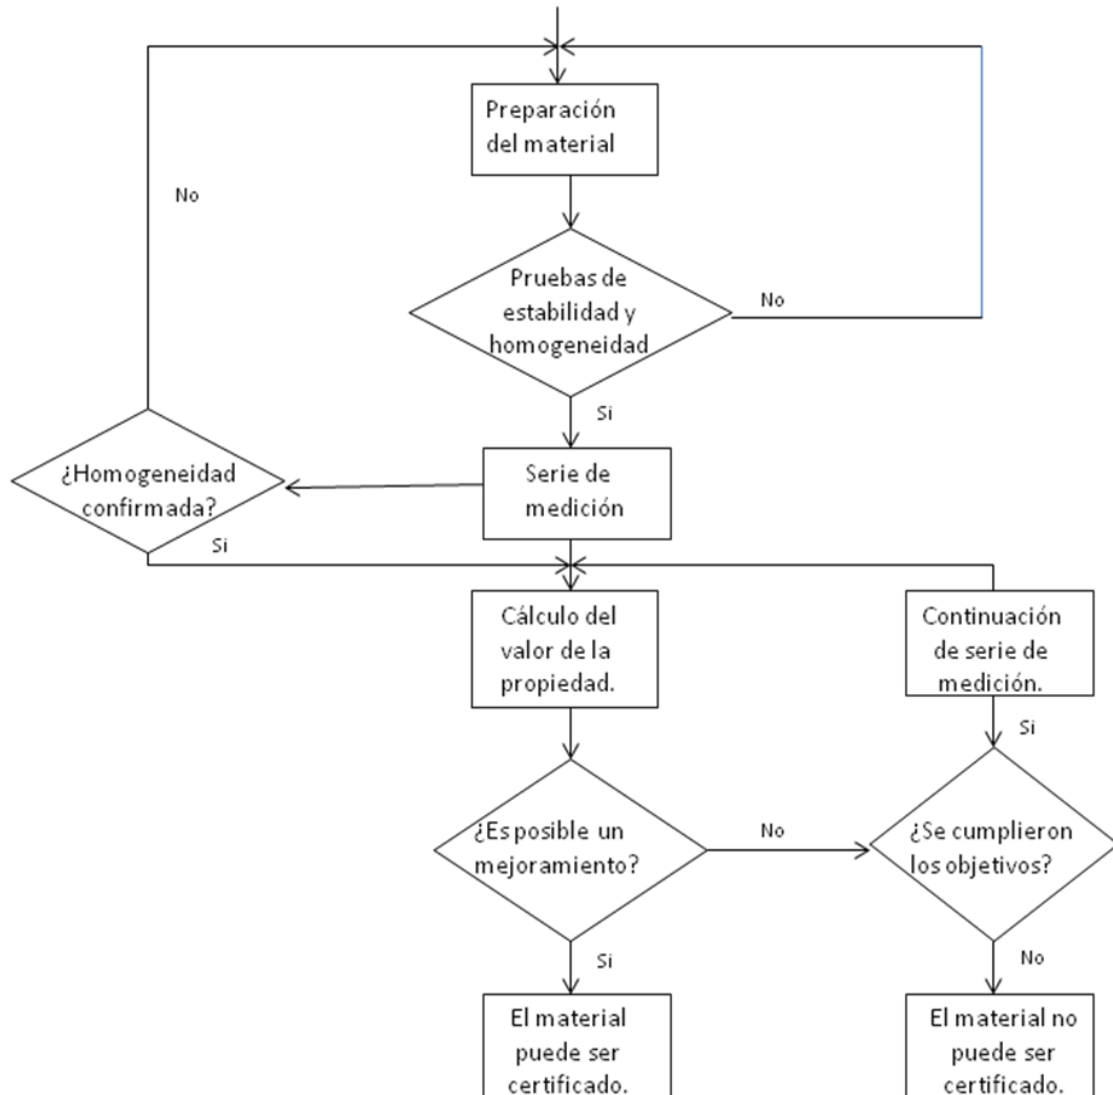 Preparación
del material
No
Pruebas de
estabilidad y
homogeneidad
No
Si
¿Homogeneidad
confirmada?
Serie de
medición
Si
Cálculo del
valor de la
propiedad.
Continuación
de serie de
medición.
Si
¿Es posible un
mejoramiento?
No
¿Se cumplieron
los objetivos?
Si
No
El material
puede ser
certificado.
El material no
puede ser
certificado.